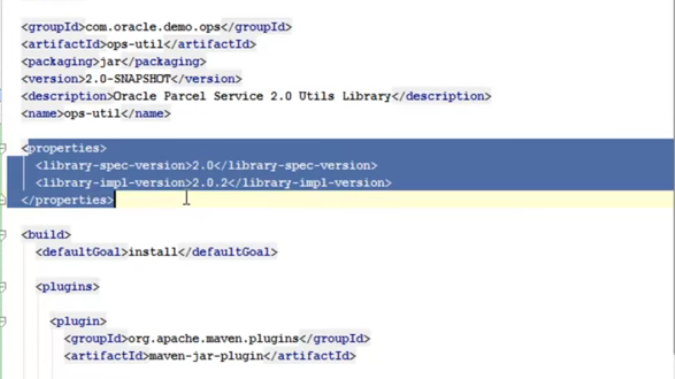 <groupId>com.oracle.demo.ops</groupId>
<artifactId>ops-util</artifactId>
<packaging>jar</packaging>
<version>2.0-SNAPSHOT</version>
<description>Oracle Parcel Service 2.0 Utils Library</description>
<name>ops-util</name>
<properties>
<library-spec-version>2.0</library-spec-version>
<library-impl-version>2.0.2</library-impl-version>
</properties>
<build>
<defaultGoal>install</defaultGoal>
<plugins>
<plugin>
<groupId>org.apache.maven.plugins</groupId>
<artifactId>maven-jar-plugin</artifactId>